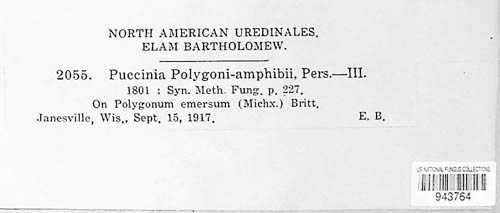 NORTH AMERICAN UREDINALES.
ELAM BARTHOLOMEW.
2055. Puccinia Polygoni-amphibii, Pers.—III.
1801 : Syn. Meth. Fung. p. 227.
On Polygonum emersum (Michx.) Britt.
Janesville, Wis., Sept. 15, 1917. E. B.
US NATIONAL FUNGUS COLLECTIONS
943764